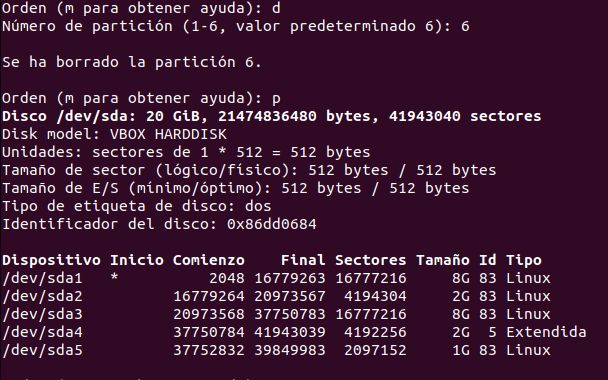 Orden (m para obtener ayuda): d
Número de partición (1-6, valor predeterminado 6): 6
Se ha borrado la partición 6.
Orden (m para obtener ayuda): p
Disco /dev/sda: 20 GiB, 21474836480 bytes, 41943040 sectores
Disk model: VBOX HARDDISK
Unidades: sectores de 1 * 512 = 512 bytes
Tamaño de sector (lógico/físico): 512 bytes / 512 bytes
Tamaño de E/S (mínimo/óptimo): 512 bytes / 512 bytes
Tipo de etiqueta de disco: dos
Identificador del disco: 0x86dd0684
Dispositivo Inicio Comienzo Final Sectores Tamaño Id Tipo
/dev/sda1 * 2048 16779263 16777216 8G 83 Linux
/dev/sda2 16779264 20973567 4194304 2G 83 Linux
/dev/sda3 20973568 37750783 16777216 8G 83 Linux
/dev/sda4 37750784 41943039 4192256 2G 5 Extendida
/dev/sda5 37752832 39849983 2097152 1G 83 Linux